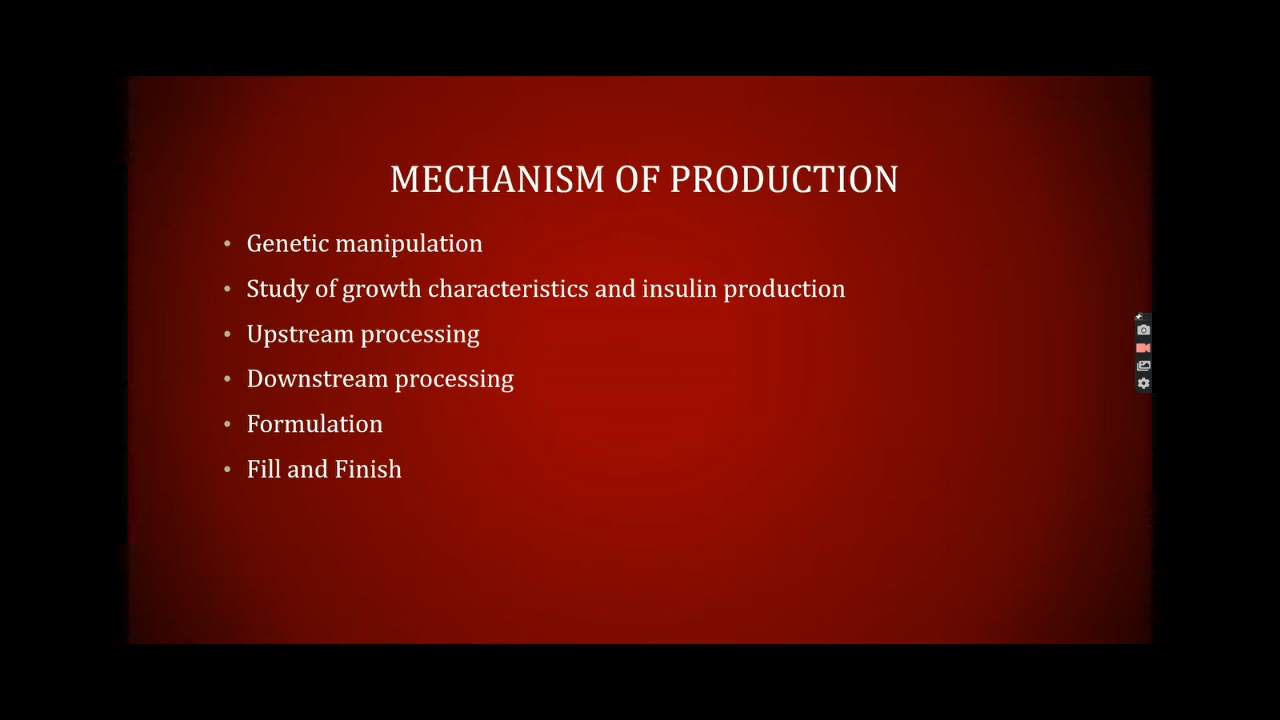 MECHANISM OF PRODUCTION
• Genetic manipulation
• Study of growth characteristics and insulin production
• Upstream processing
• Downstream processing
• Formulation
• Fill and Finish